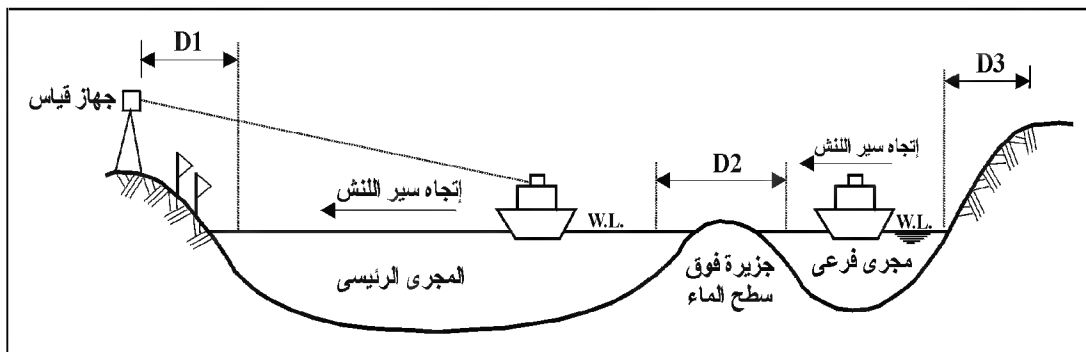 D1
D3
جهاز قياس
إتجاه سير اللنش
D2
إتجاه سير اللنش
W.L.
W.L.
مجرى فرعى
جزيرة فوق
سطح الماء
المجرى الرئيسى